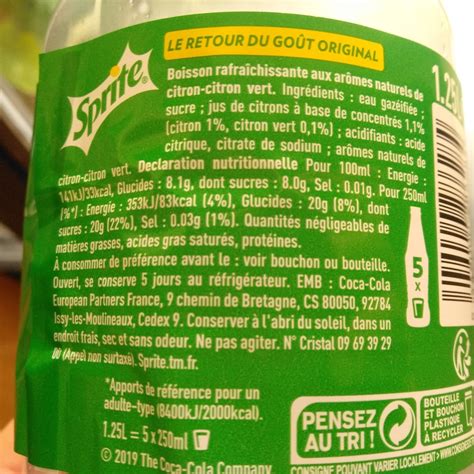 LE RETOUR DU GOÛT ORIGINAL
Sprite
Boisson rafraîchissante aux arômes naturels de
citron-citron vert. Ingrédients : eau gazéifiée ;
sucre ; jus de citrons à base de concentrés 1,1%
(citron 1%, citron vert 0,1%) ; acidifiants : acide
citrique, citrate de sodium ; arômes naturels de
citron-citron vert. Declaration nutritionnelle Pour 100ml : Energie :
141kJ/33kcal, Glucides : 8.1g, dont sucres : 8.0g, Sel : 0.01g. Pour 250ml
(%*) : Energie : 353kJ/83kcal (4%), Glucides : 20g (8%), dont
sucres : 20g (22%), Sel : 0.03g (1%). Quantités négligeables de
matières grasses, acides gras saturés, protéines.
À consommer de préférence avant le : voir bouchon ou bouteille.
Ouvert, se conserve 5 jours au réfrigérateur. EMB : Coca-Cola
European Partners France, 9 chemin de Bretagne, CS 80050, 92784
Issy-les-Moulineaux, Cedex 9. Conserver à l'abri du soleil, dans un
endroit frais, sec et sans odeur. Ne pas agiter. N° Cristal 09 69 39 29
00 (Appel non surtaxé). Sprite.tm.fr.
*Apports de référence pour un
adulte-type (8400kJ/2000kcal).
1.25L = 5 x 250ml
© 2019 The Coca-Cola Company
1.25L
5
x
PENSEZ
AU TRI !
BOUTEILLE
ET BOUCHON
PLASTIQUE
À RECYCLER
CONSIGNE POUVANT VARIER LOCALEMENT >